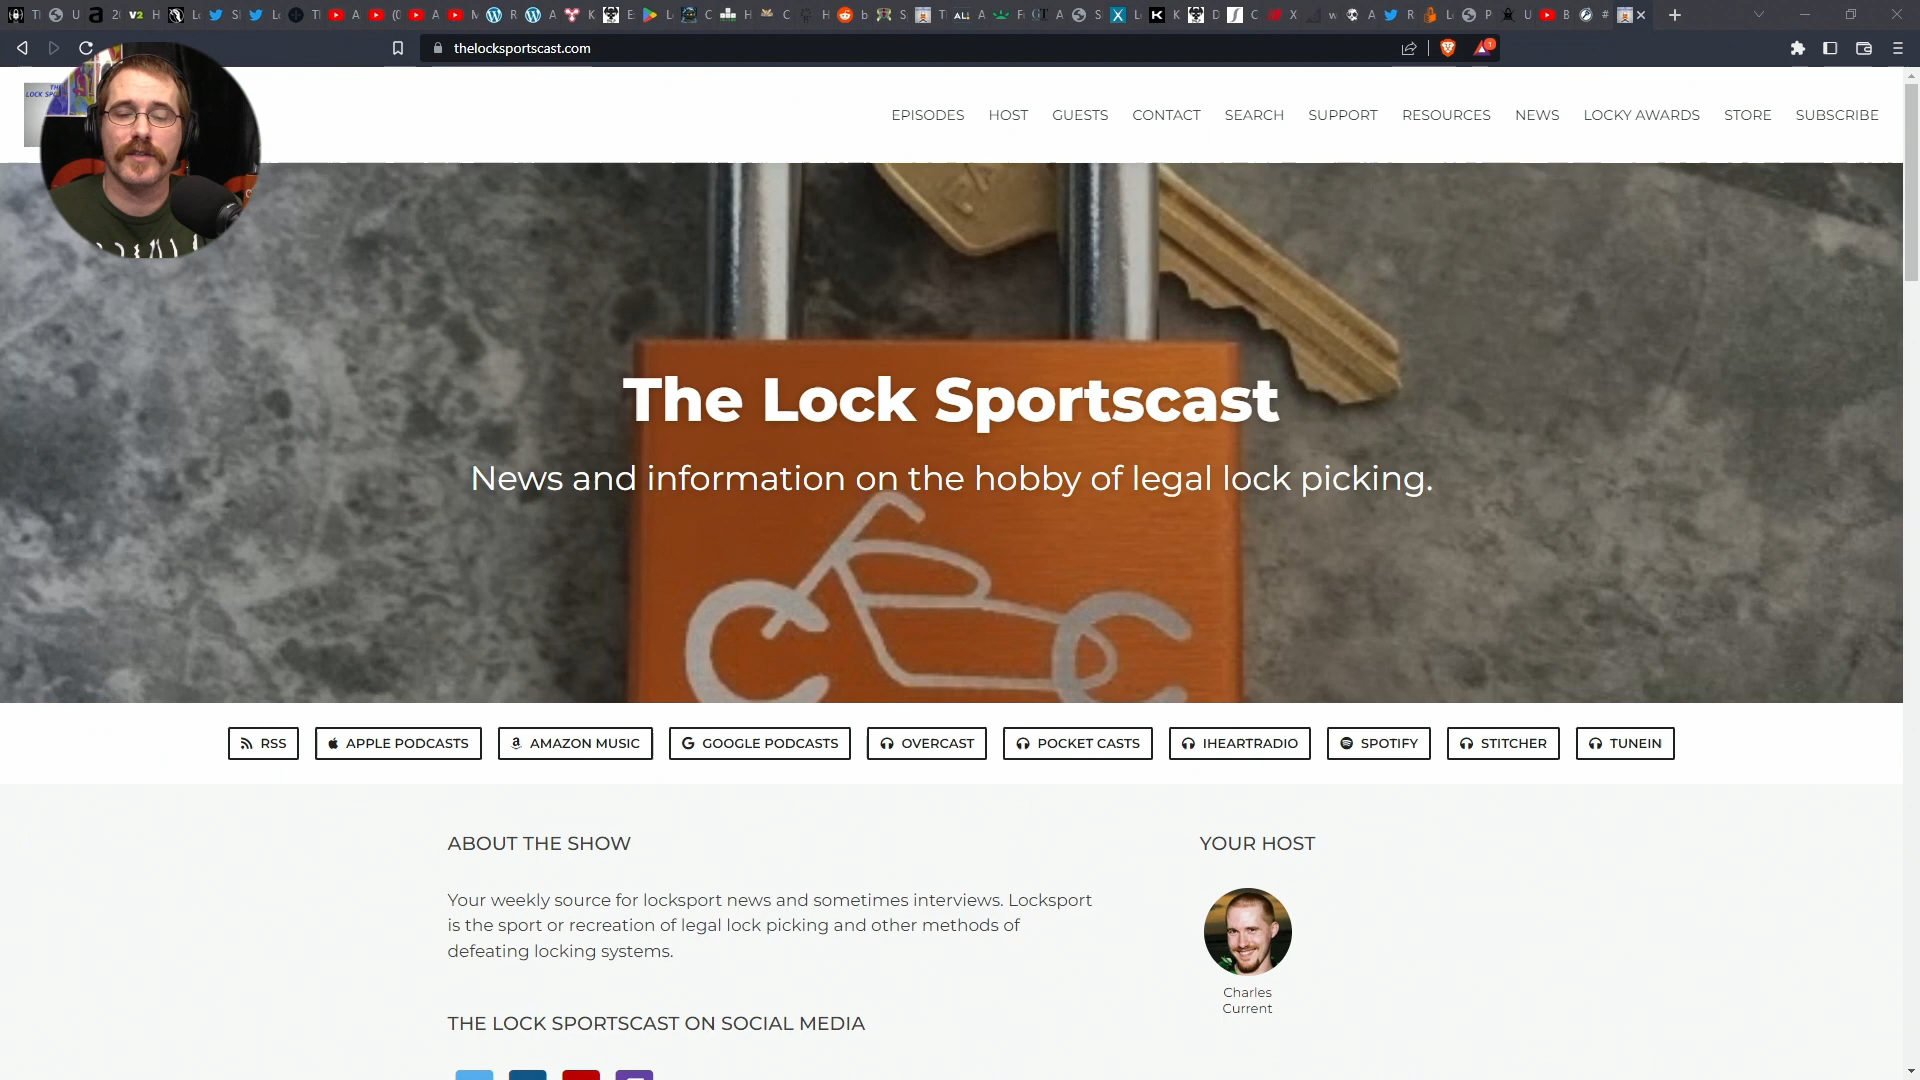 thelocksportscast.com
EPISODES HOST GUESTS CONTACT SEARCH SUPPORT RESOURCES NEWS LOCKY AWARDS STORE SUBSCRIBE
The Lock Sportscast
News and information on the hobby of legal lock picking.
RSS APPLE PODCASTS AMAZON MUSIC GOOGLE PODCASTS OVERCAST POCKET CASTS IHEARTRADIO SPOTIFY STITCHER TUNEIN
ABOUT THE SHOW
Your weekly source for locksport news and sometimes interviews. Locksport
is the sport or recreation of legal lock picking and other methods of
defeating locking systems.
THE LOCK SPORTSCAST ON SOCIAL MEDIA
YOUR HOST
Charles
Current